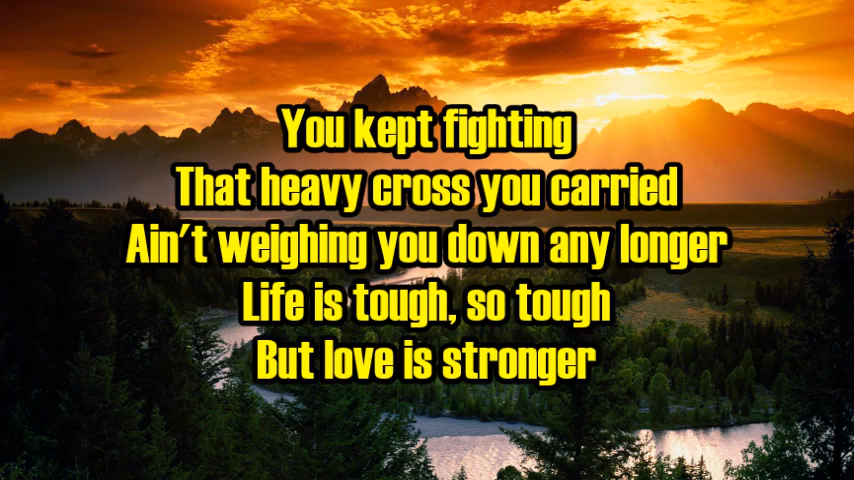 You kept fighting
That heavy cross you carried
Ain't weighing you down any longer
Life is tough, so tough
But love is stronger